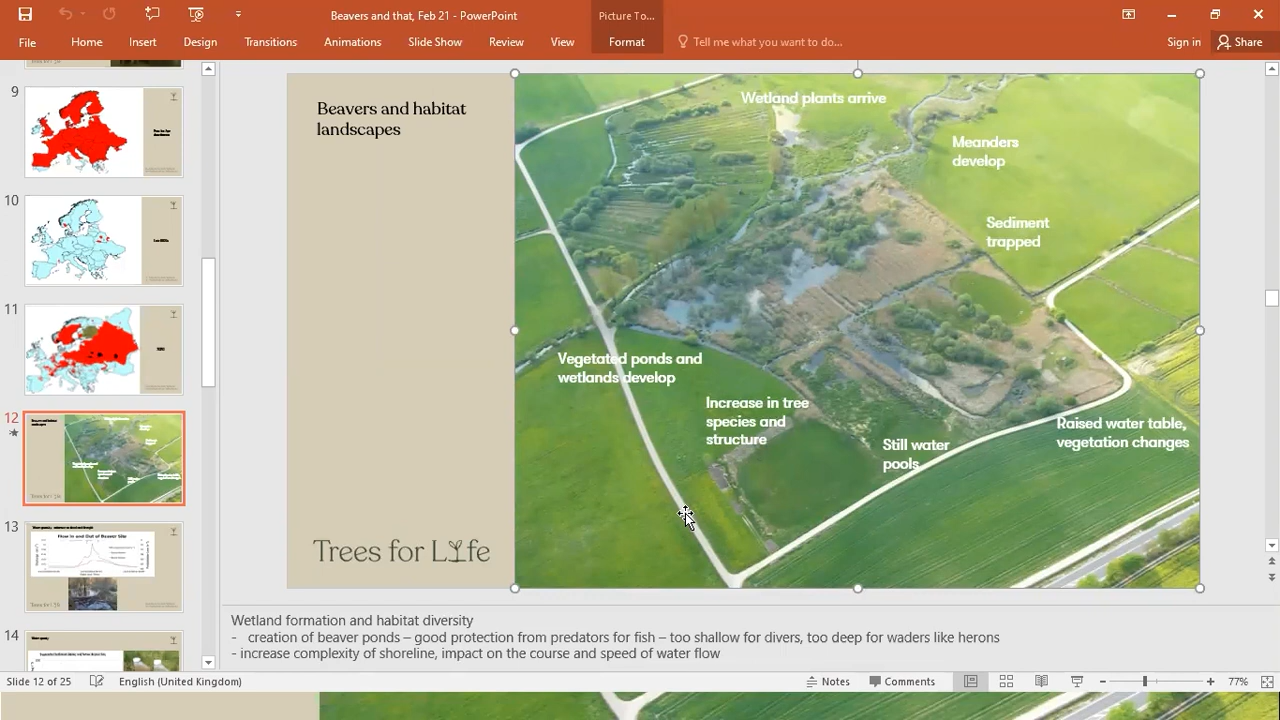 Beavers and that, Feb 21 - PowerPoint
Picture To...
File Home Insert Design Transitions Animations Slide Show Review View Format Tell me what you want to do... Sign in Share
9
10
11
12
13
14
Beavers and habitat
landscapes
Wetland plants arrive
Meanders
develop
Sediment
trapped
Vegetated ponds and
wetlands develop
Increase in tree
species and
structure
Still water
pools
Raised water table,
vegetation changes
Trees for Life
Wetland formation and habitat diversity
- creation of beaver ponds – good protection from predators for fish – too shallow for divers, too deep for waders like herons
- increase complexity of shoreline, impact on the course and speed of water flow
Slide 12 of 25 English (United Kingdom) Notes Comments 77%